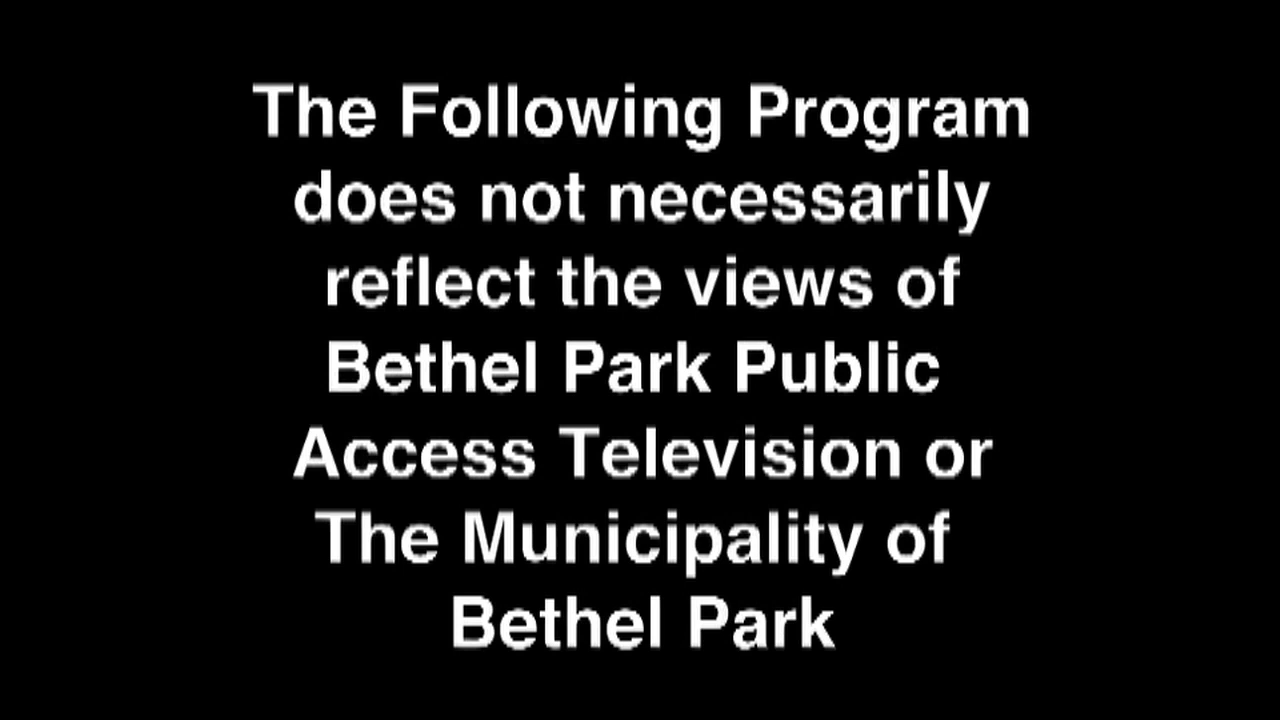 The Following Program
does not necessarily
reflect the views of
Bethel Park Public
Access Television or
The Municipality of
Bethel Park